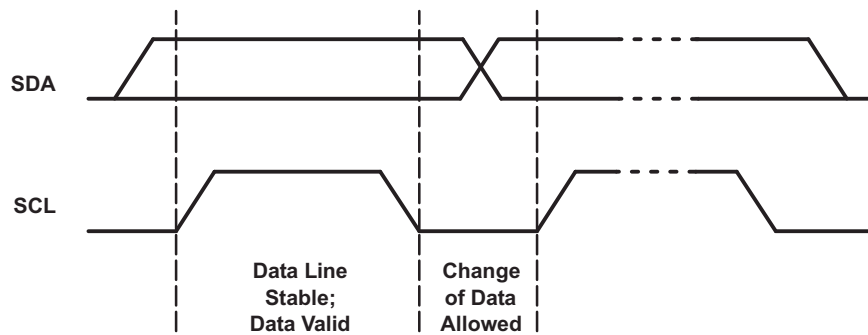 SDA
SCL
Data Line
Stable;
Data Valid
Change
of Data
Allowed